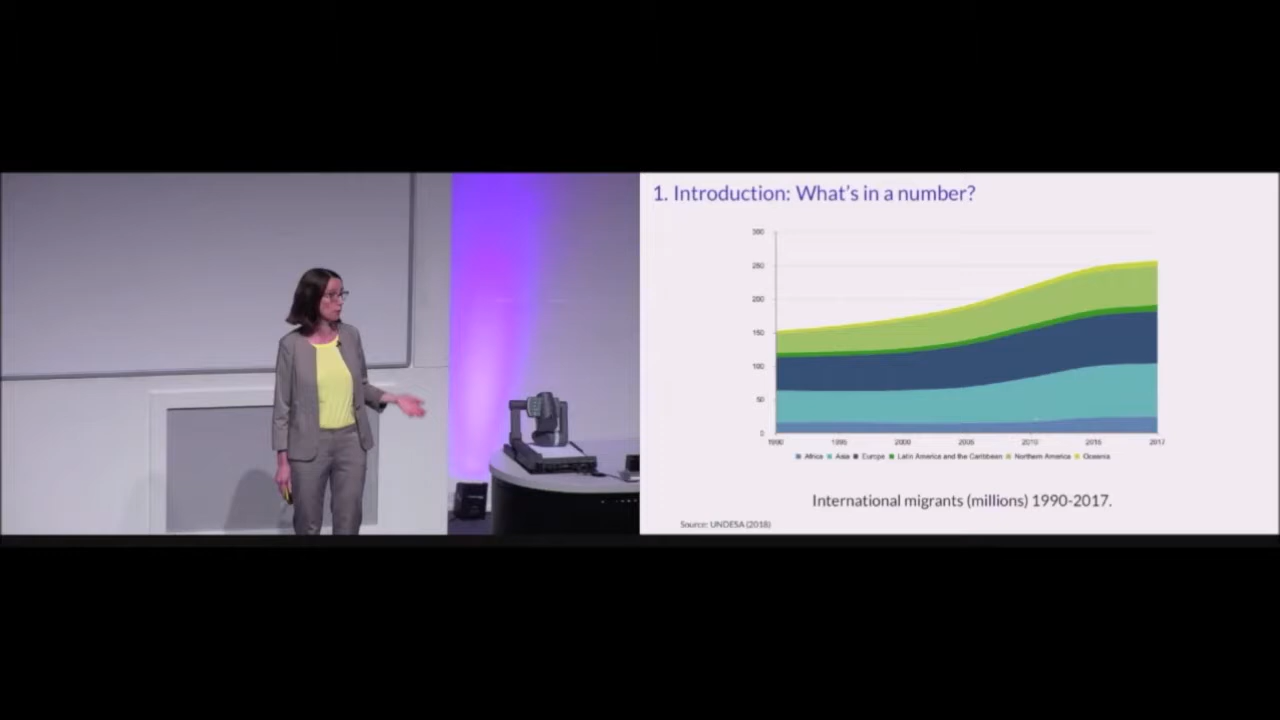 1. Introduction: What's in a number?
300
250
200
150
100
50
0
1990 1995 2000 2005 2010 2015 2017
Africa Asia Europe Latin America and the Caribbean Northern America Oceania
International migrants (millions) 1990-2017.
Source: UNDESA (2018)